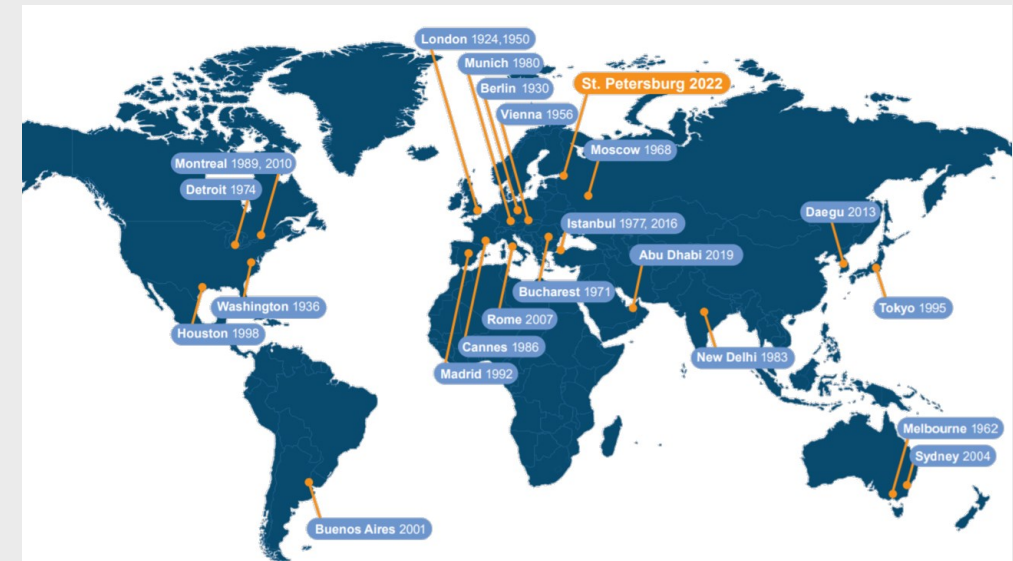 London 1924,1950
Munich 1980
Berlin 1930
St. Petersburg 2022
Vienna 1956
Moscow 1968
Montreal 1989, 2010
Detroit 1974
Daegu 2013
Istanbul 1977, 2016
Abu Dhabi 2019
Bucharest 1971
Washington 1936
Tokyo 1995
Rome 2007
Houston 1998
Cannes 1986
New Delhi 1983
Madrid 1992
Melbourne 1962
Sydney 2004
Buenos Aires 2001